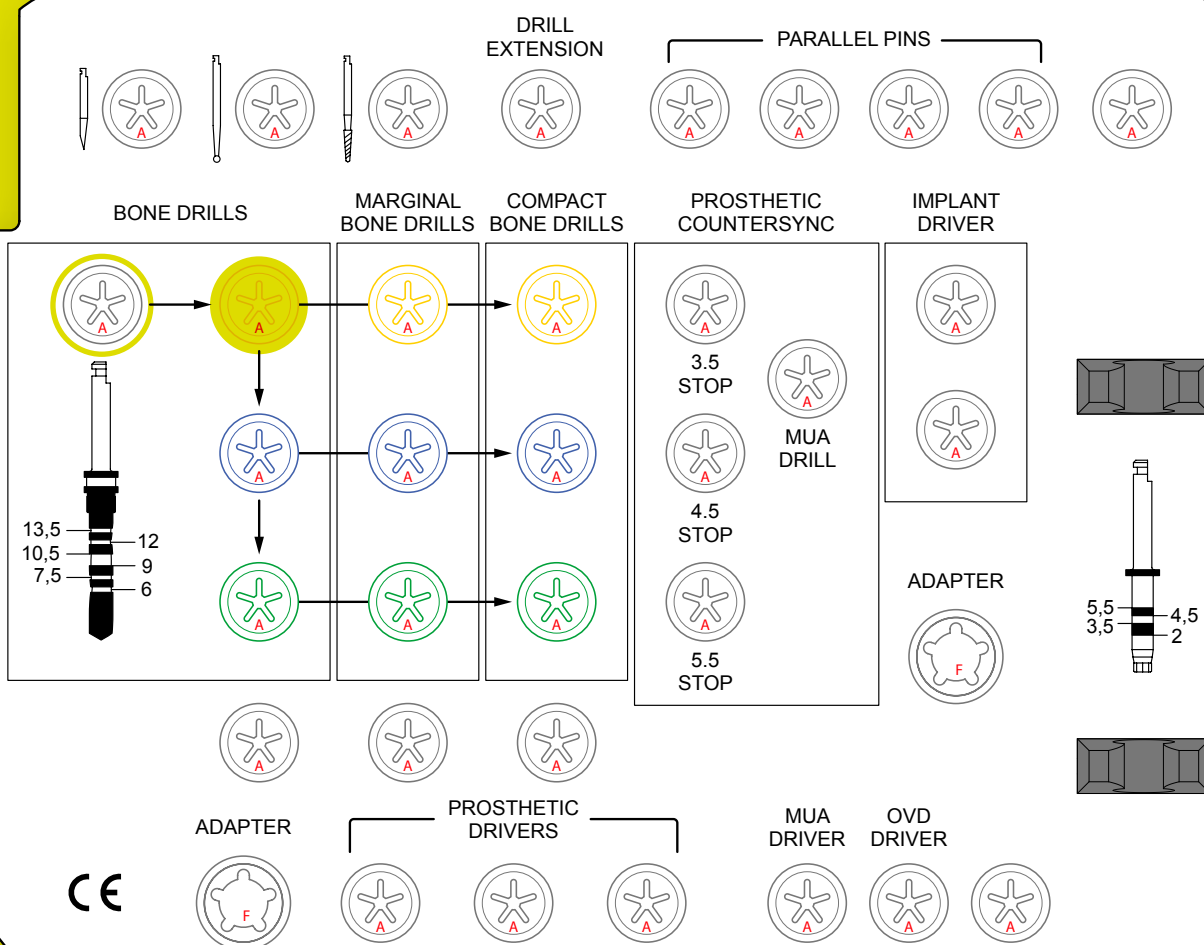 DRILL
EXTENSION
PARALLEL PINS
A A A A A A A A A
BONE DRILLS
MARGINAL
BONE DRILLS
COMPACT
BONE DRILLS
PROSTHETIC
COUNTERSYNC
IMPLANT
DRIVER
A A A A A A
3.5
STOP
A
MUA
DRILL
A A A A A
4.5
STOP
13,5
12
10,5
9
7,5
6
A A A A
5.5
STOP
ADAPTER
F
5,5
4,5
3,5
2
A A A
ADAPTER
PROSTHETIC
DRIVERS
MUA
DRIVER
OVD
DRIVER
CE
F A A A A A A